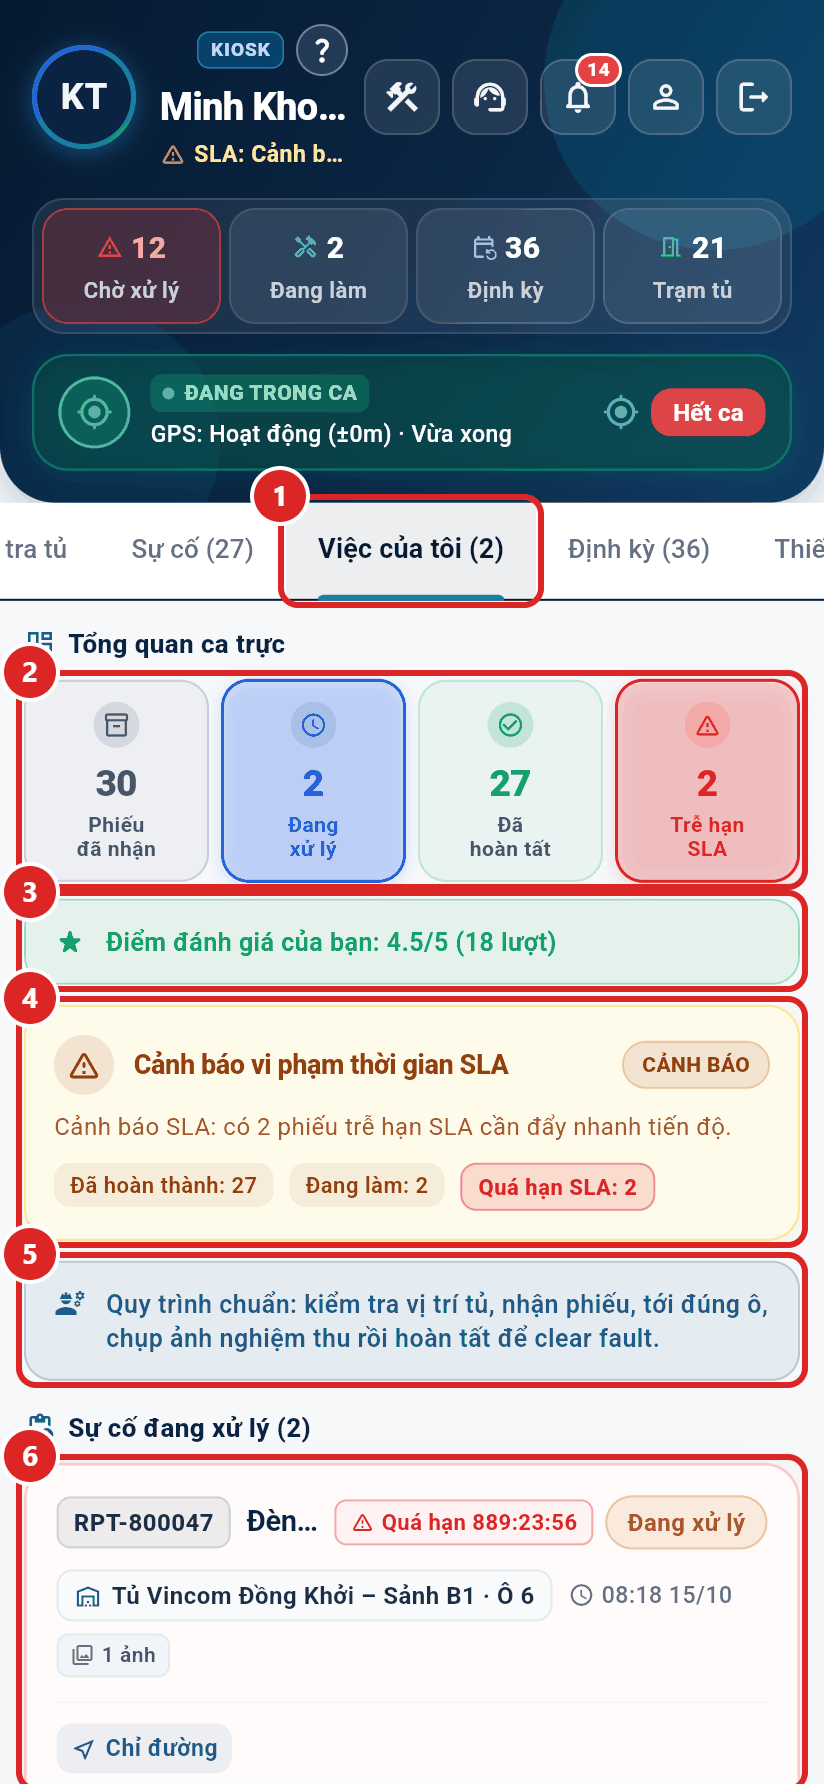 KT
KIOSK
?
Minh Kho...
SLA: Cảnh b...
14
12
Chờ xử lý
2
Đang làm
36
Định kỳ
21
Trạm tủ
ĐANG TRONG CA
GPS: Hoạt động (±0m) · Vừa xong
Hết ca
1
tra tủ
Sự cố (27)
Việc của tôi (2)
Định kỳ (36)
Thiế
Tổng quan ca trực
2
30
Phiếu
đã nhận
2
Đang
xử lý
27
Đã
hoàn tất
2
Trễ hạn
SLA
3
Điểm đánh giá của bạn: 4.5/5 (18 lượt)
4
Cảnh báo vi phạm thời gian SLA
CẢNH BÁO
Cảnh báo SLA: có 2 phiếu trễ hạn SLA cần đẩy nhanh tiến độ.
Đã hoàn thành: 27
Đang làm: 2
Quá hạn SLA: 2
5
Quy trình chuẩn: kiểm tra vị trí tủ, nhận phiếu, tới đúng ô,
chụp ảnh nghiệm thu rồi hoàn tất để clear fault.
Sự cố đang xử lý (2)
6
RPT-800047
Đèn...
Quá hạn 889:23:56
Đang xử lý
Tủ Vincom Đồng Khởi – Sảnh B1 · Ô 6
08:18 15/10
1 ảnh
Chỉ đường